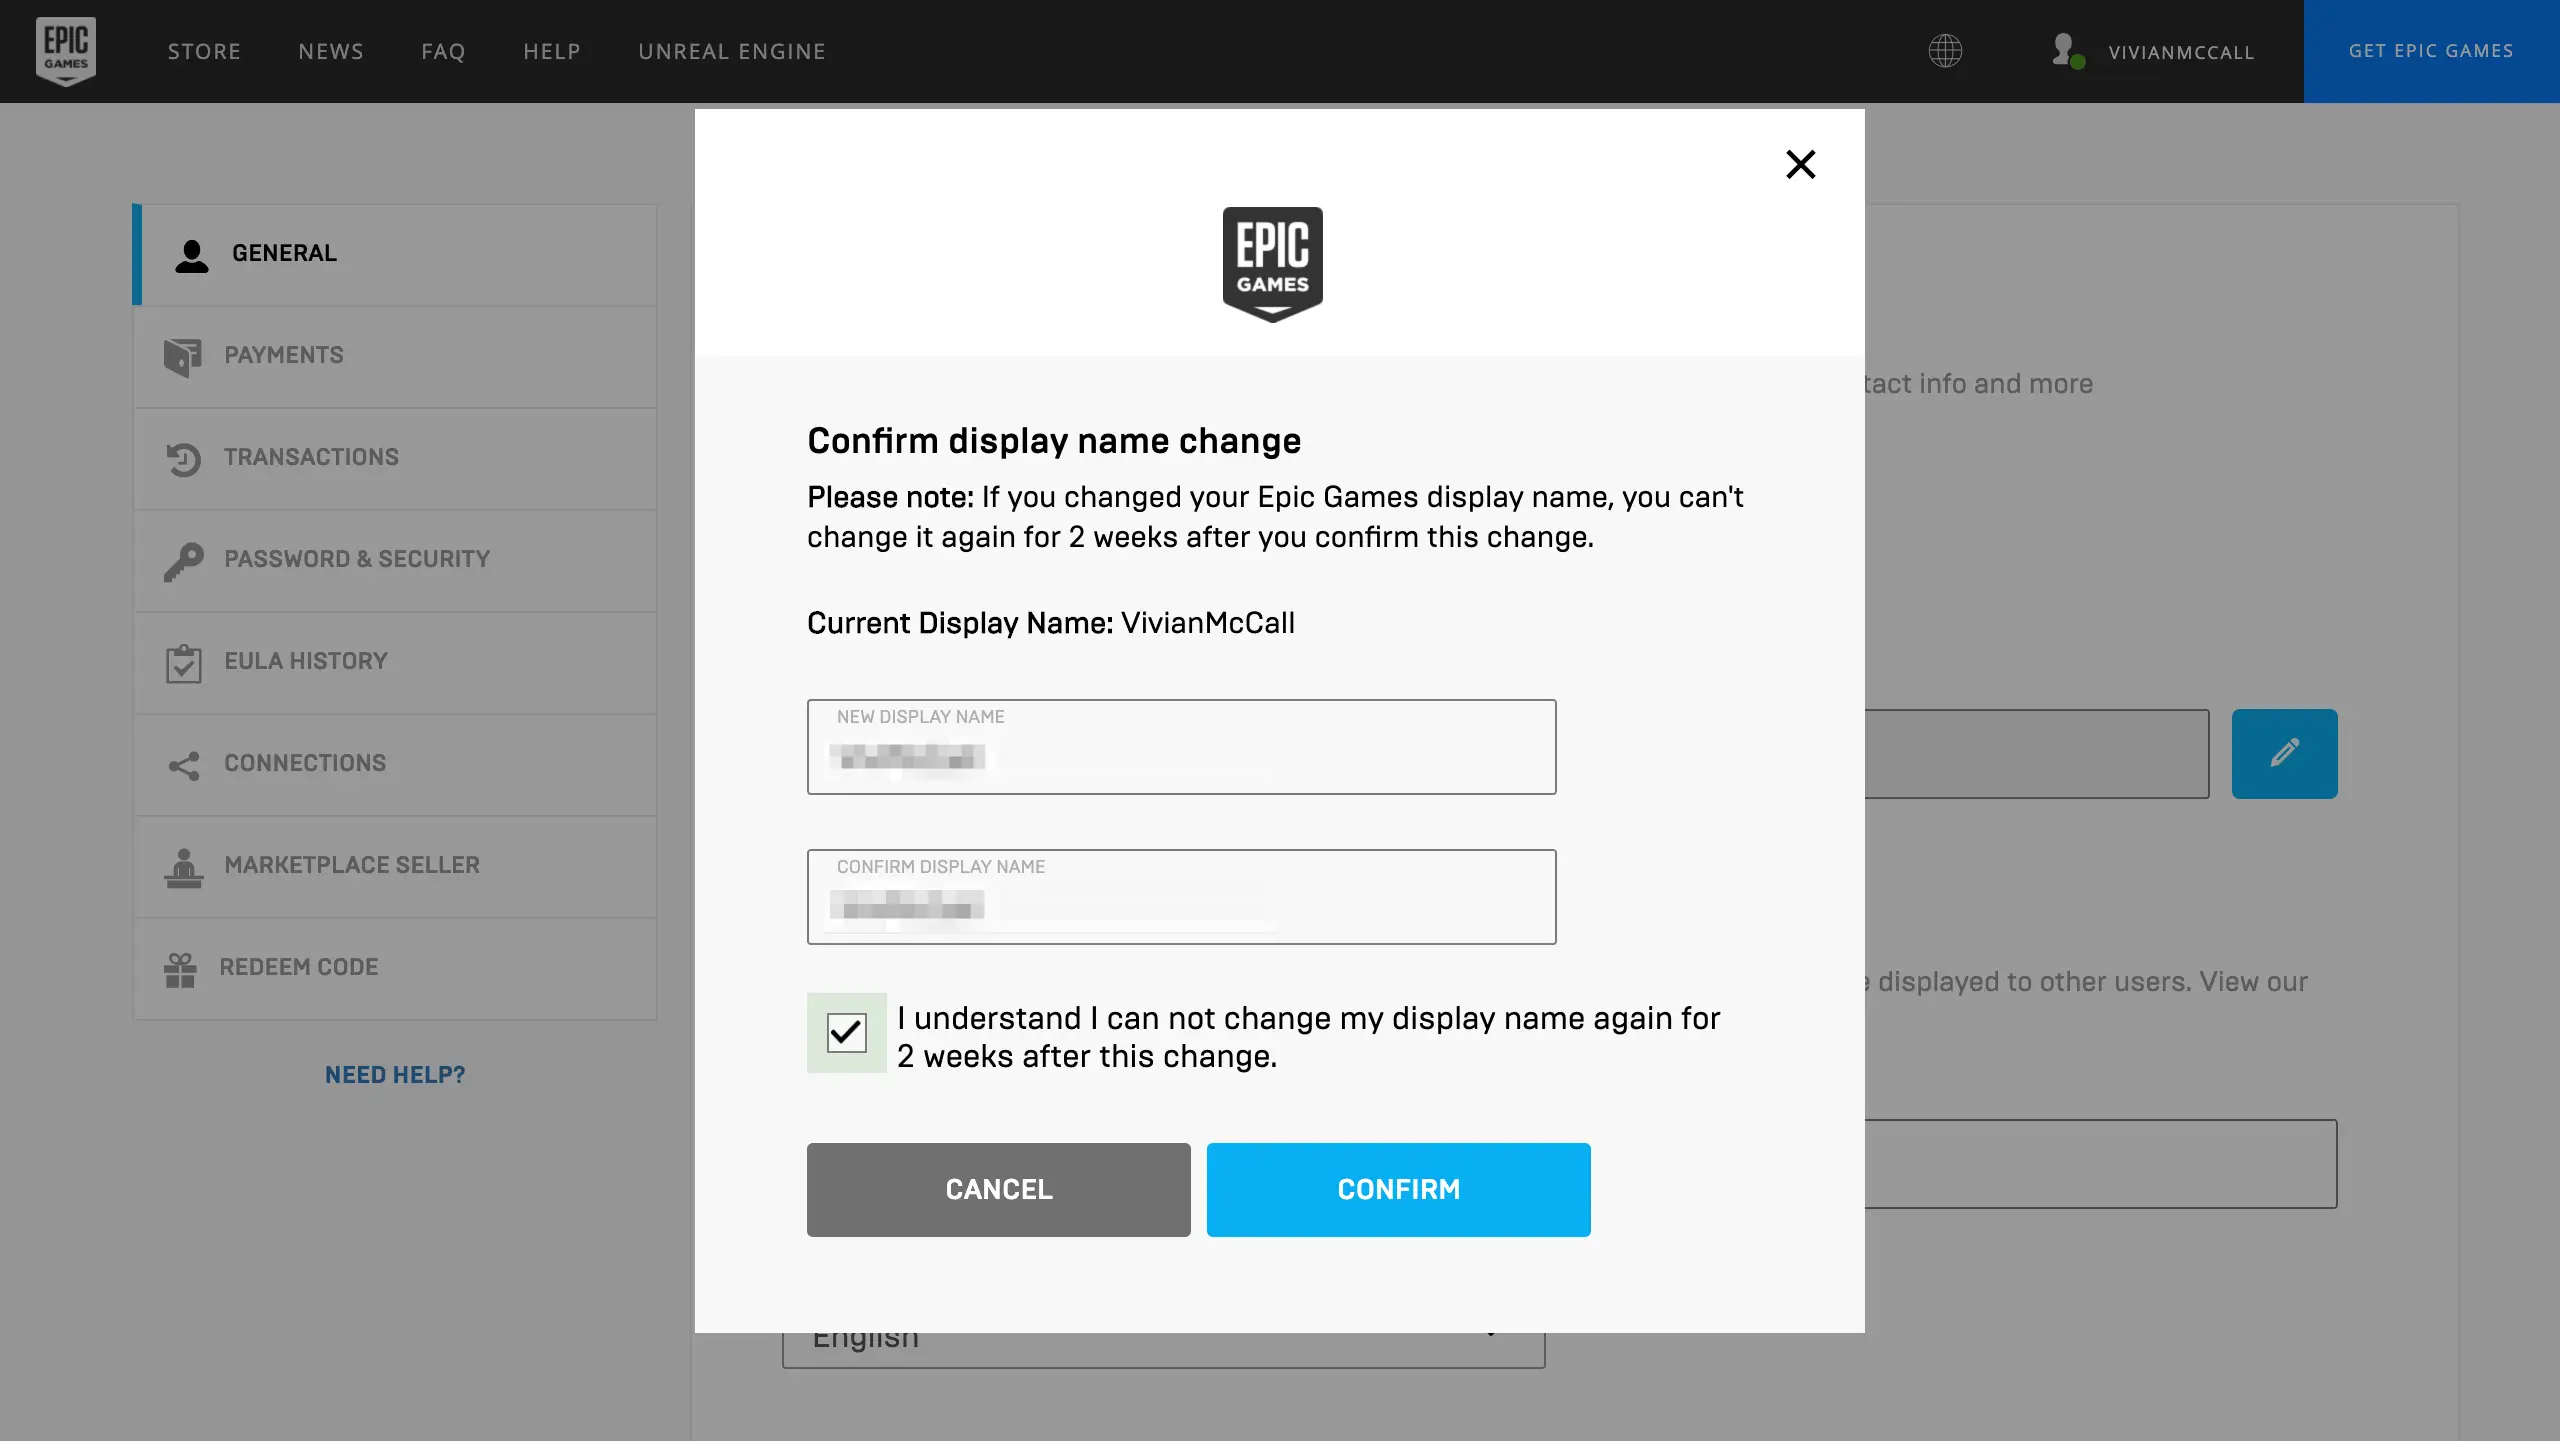 EPIC
GAMES
STORE
NEWS
FAQ
HELP
UNREAL ENGINE
VIVIANMCCALL
GET EPIC GAMES
GENERAL
PAYMENTS
TRANSACTIONS
PASSWORD & SECURITY
EULA HISTORY
CONNECTIONS
MARKETPLACE SELLER
REDEEM CODE
NEED HELP?
EPIC
GAMES
Confirm display name change
Please note: If you changed your Epic Games display name, you can't
change it again for 2 weeks after you confirm this change.
Current Display Name: VivianMcCall
NEW DISPLAY NAME
CONFIRM DISPLAY NAME
I understand I can not change my display name again for
2 weeks after this change.
CANCEL
CONFIRM
info and more
displayed to other users. View our
English